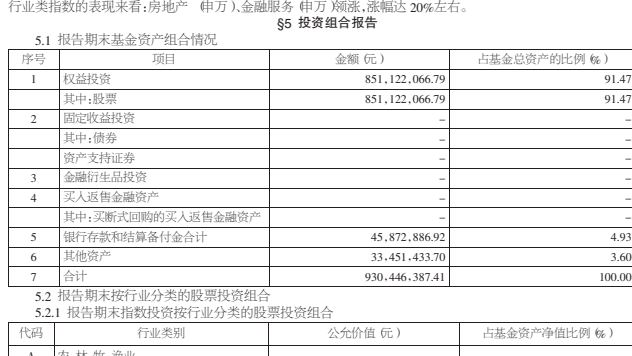 行业类指数的表现来看:房地产（申万）、金融服务（申万）领涨,涨幅达 20%左右。
§5 投资组合报告
5.1 报告期末基金资产组合情况
序号 项目 金额（元） 占基金总资产的比例（%）
1 权益投资 851,122,066.79 91.47
其中:股票 851,122,066.79 91.47
2 固定收益投资 – –
其中:债券 – –
资产支持证券 – –
3 金融衍生品投资 – –
4 买入返售金融资产 – –
其中:买断式回购的买入返售金融资产 – –
5 银行存款和结算备付金合计 45,872,886.92 4.93
6 其他资产 33,451,433.70 3.60
7 合计 930,446,387.41 100.00
5.2 报告期末按行业分类的股票投资组合
5.2.1 报告期末指数投资按行业分类的股票投资组合
代码 行业类别 公允价值（元） 占基金资产净值比例（%）